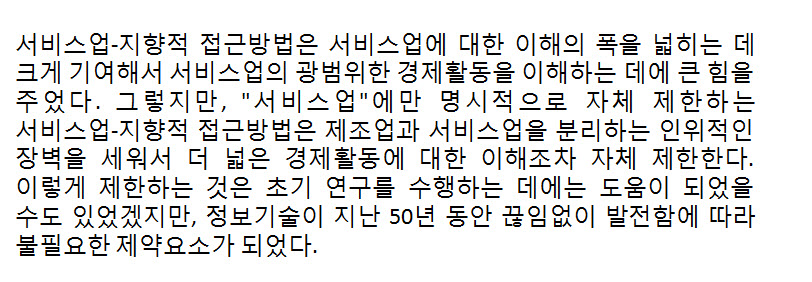 서비스업-지향적 접근방법은 서비스업에 대한 이해의 폭을 넓히는 데
크게 기여해서 서비스업의 광범위한 경제활동을 이해하는 데에 큰 힘을
주었다. 그렇지만, "서비스업"에만 명시적으로 자체 제한하는
서비스업-지향적 접근방법은 제조업과 서비스업을 분리하는 인위적인
장벽을 세워서 더 넓은 경제활동에 대한 이해조차 자체 제한한다.
이렇게 제한하는 것은 초기 연구를 수행하는 데에는 도움이 되었을
수도 있었겠지만, 정보기술이 지난 50년 동안 끊임없이 발전함에 따라
불필요한 제약요소가 되었다.